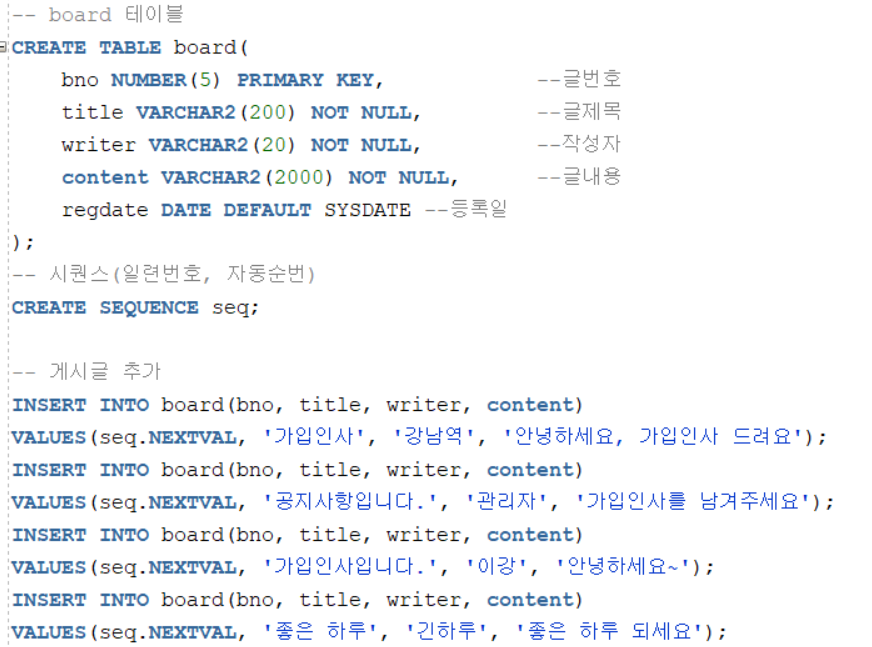 -- board 테이블
CREATE TABLE board(
bno NUMBER(5) PRIMARY KEY, --글번호
title VARCHAR2(200) NOT NULL, --글제목
writer VARCHAR2(20) NOT NULL, --작성자
content VARCHAR2(2000) NOT NULL, --글내용
regdate DATE DEFAULT SYSDATE --등록일
);
-- 시퀀스(일련번호, 자동순번)
CREATE SEQUENCE seq;
-- 게시글 추가
INSERT INTO board(bno, title, writer, content)
VALUES(seq.NEXTVAL, '가입인사', '강남역', '안녕하세요, 가입인사 드려요');
INSERT INTO board(bno, title, writer, content)
VALUES(seq.NEXTVAL, '공지사항입니다.', '관리자', '가입인사를 남겨주세요');
INSERT INTO board(bno, title, writer, content)
VALUES(seq.NEXTVAL, '가입인사입니다.', '이강', '안녕하세요~');
INSERT INTO board(bno, title, writer, content)
VALUES(seq.NEXTVAL, '좋은 하루', '긴하루', '좋은 하루 되세요');